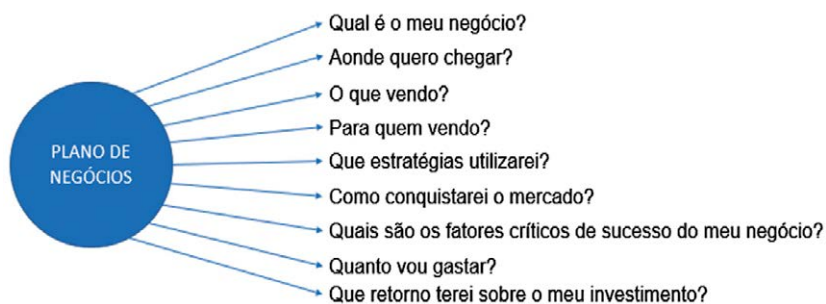 Qual é o meu negócio?
Aonde quero chegar?
O que vendo?
Para quem vendo?
PLANO DE
NEGÓCIOS
Que estratégias utilizarei?
Como conquistarei o mercado?
Quais são os fatores críticos de sucesso do meu negócio?
Quanto vou gastar?
Que retorno terei sobre o meu investimento?